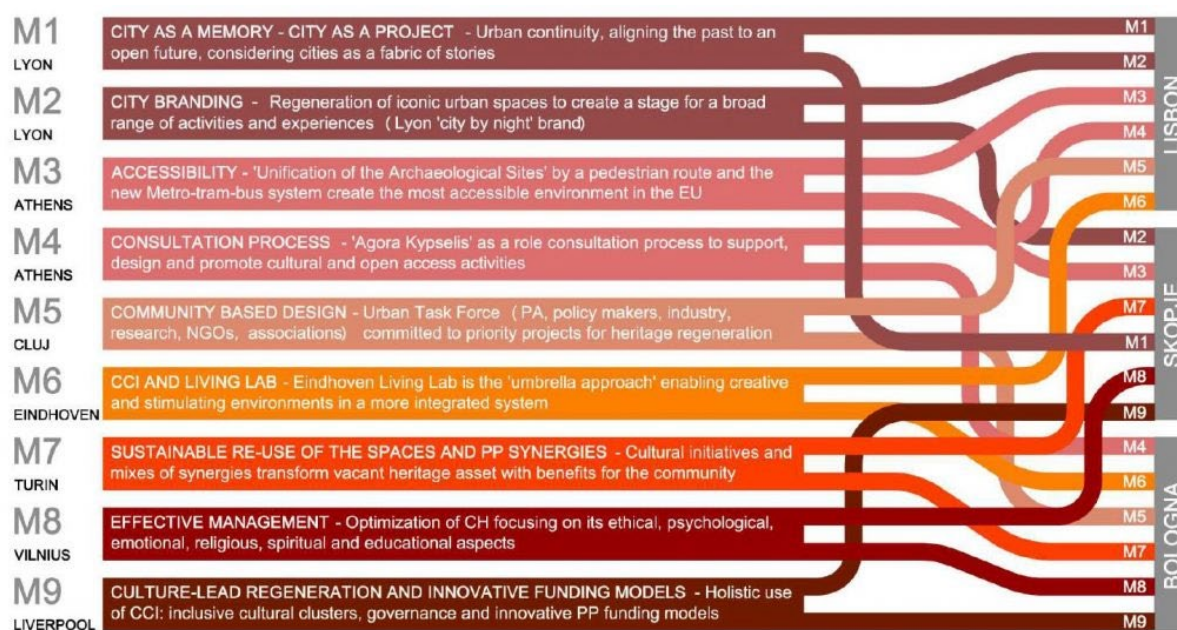 M1
LYON
CITY AS A MEMORY - CITY AS A PROJECT - Urban continuity, aligning the past to an
open future, considering cities as a fabric of stories
M2
LYON
CITY BRANDING - Regeneration of iconic urban spaces to create a stage for a broad
range of activities and experiences ( Lyon 'city by night' brand)
M3
ATHENS
ACCESSIBILITY - 'Unification of the Archaeological Sites' by a pedestrian route and the
new Metro-tram-bus system create the most accessible environment in the EU
M4
ATHENS
CONSULTATION PROCESS - 'Agora Kypselis' as a role consultation process to support,
design and promote cultural and open access activities
M5
CLUJ
COMMUNITY BASED DESIGN - Urban Task Force ( PA, policy makers, industry,
research, NGOs, associations) committed to priority projects for heritage regeneration
M6
EINDHOVEN
CCI AND LIVING LAB - Eindhoven Living Lab is the 'umbrella approach' enabling creative
and stimulating environments in a more integrated system
M7
TURIN
SUSTAINABLE RE-USE OF THE SPACES AND PP SYNERGIES - Cultural initiatives and
mixes of synergies transform vacant heritage asset with benefits for the community
M8
VILNIUS
EFFECTIVE MANAGEMENT - Optimization of CH focusing on its ethical, psychological,
emotional, religious, spiritual and educational aspects
M9
LIVERPOOL
CULTURE-LEAD REGENERATION AND INNOVATIVE FUNDING MODELS - Holistic use
of CCI: inclusive cultural clusters, governance and innovative PP funding models
M1
M2
M3
M4
M5
M6
LISBON
M2
M3
M7
M1
M8
M9
SKOPJE
M4
M6
M5
M7
M8
M9
BOLOGNA